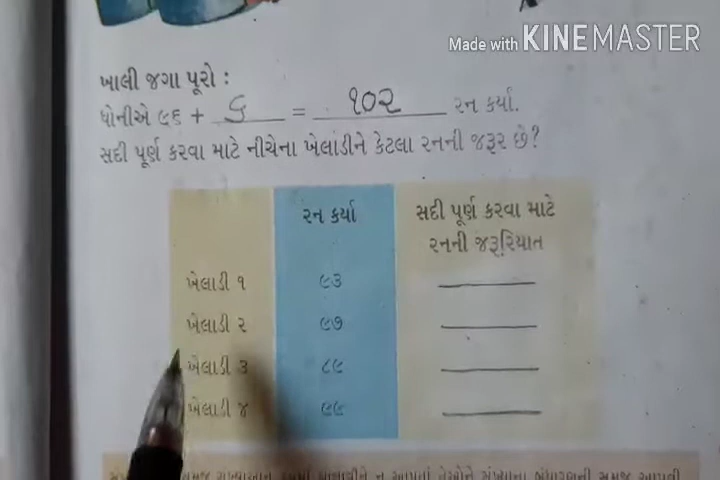 Made with KINEMASTER
ખાલી જગા પૂરો :
ધોનીએ ૯૬ + ૬ = ૧૦૨ રન કર્યા.
સદી પૂર્ણ કરવા માટે નીચેના ખેલાડીને કેટલા રનની જરૂર છે?
રન કર્યા સદી પૂર્ણ કરવા માટે
રનની જરૂરિયાત
ખેલાડી ૧ ૯૩
ખેલાડી ૨ ૯૭
ખેલાડી ૩ ૮૯
ખેલાડી ૪ ૯૯